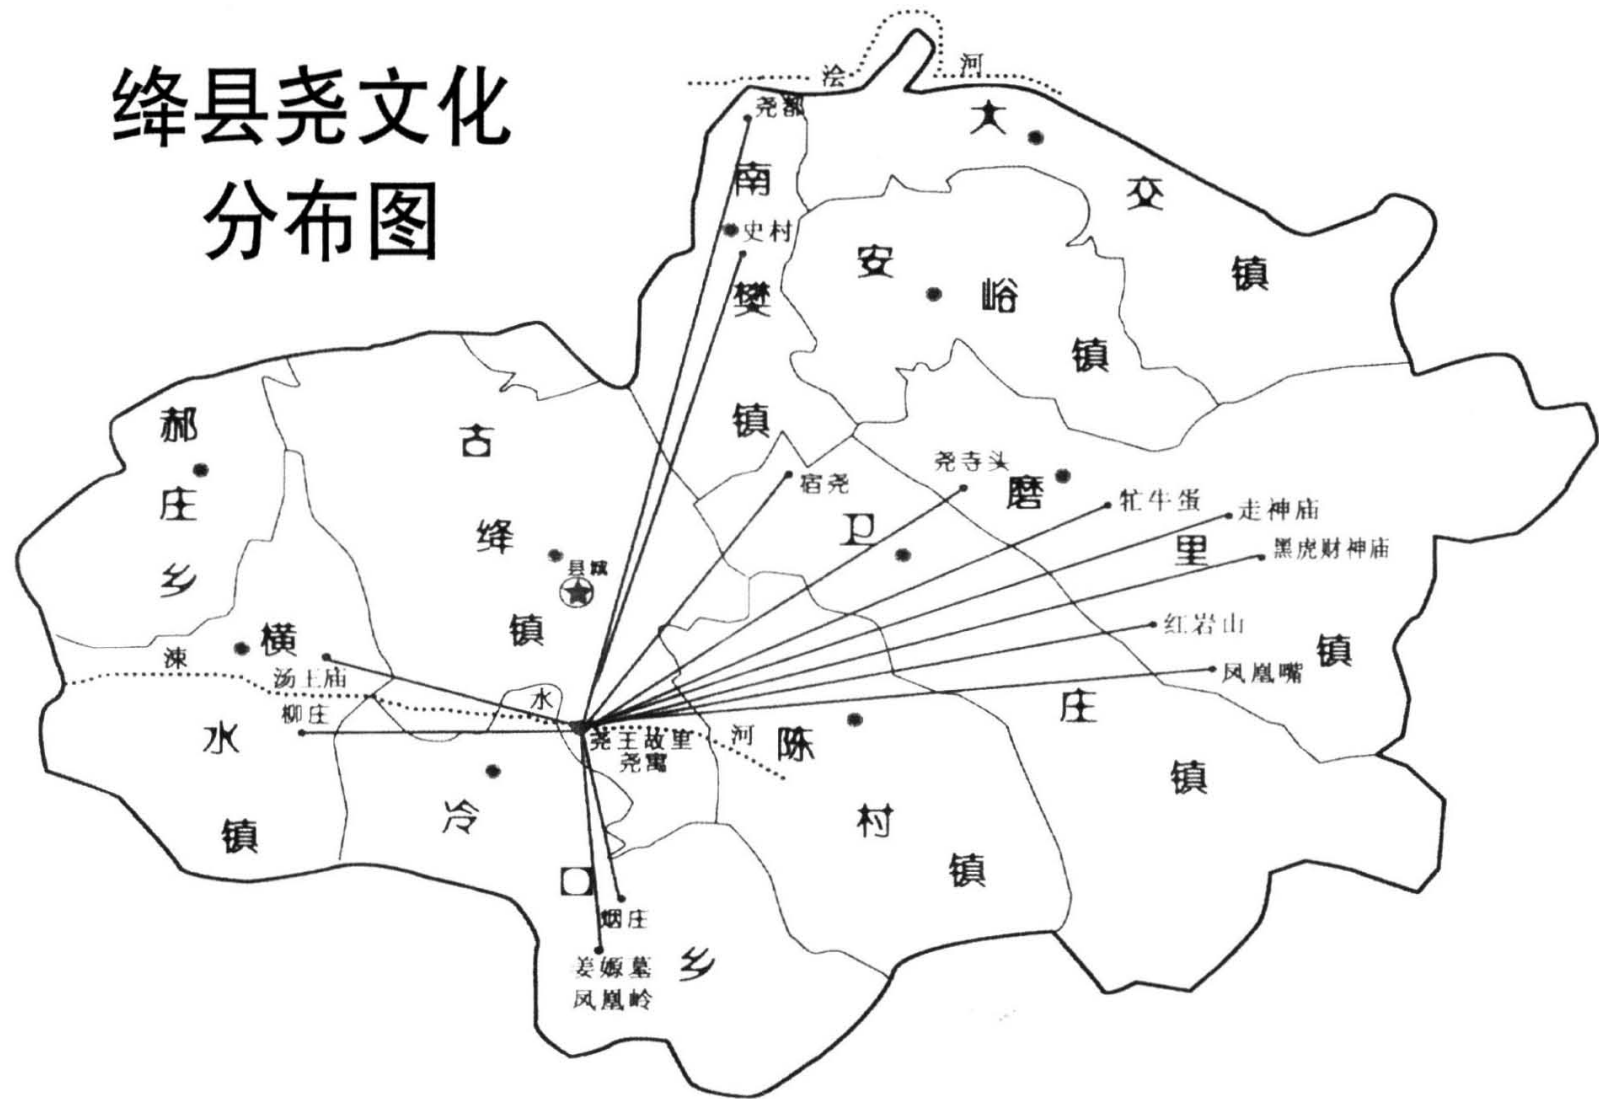 绛县尧文化
分布图
浍河
尧都
大交镇
南樊镇
史村
安峪镇
郝庄乡
古绛镇
县城
宿尧
尧寺头
磨里镇
牤牛蛋
走神庙
黑虎财神庙
卫庄镇
红岩山
凤凰嘴
横水镇
涑水河
汤王庙
柳庄
尧王故里
尧寓
陈村镇
冷口乡
烟庄
姜嫄墓
凤凰岭